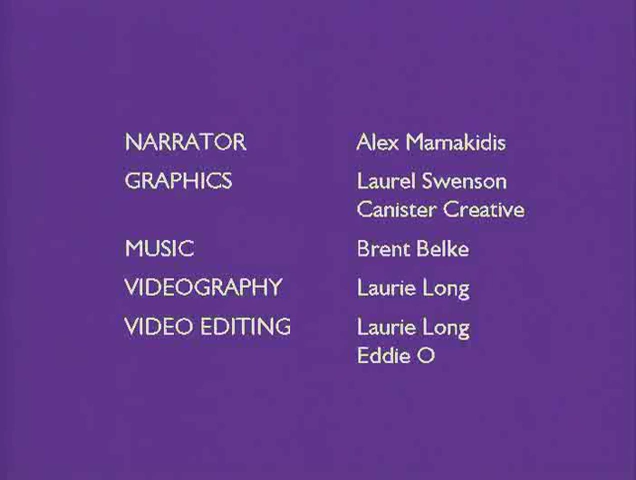 NARRATOR Alex Mamakidis
GRAPHICS Laurel Swenson
Canister Creative
MUSIC Brent Belke
VIDEOGRAPHY Laurie Long
VIDEO EDITING Laurie Long
Eddie O